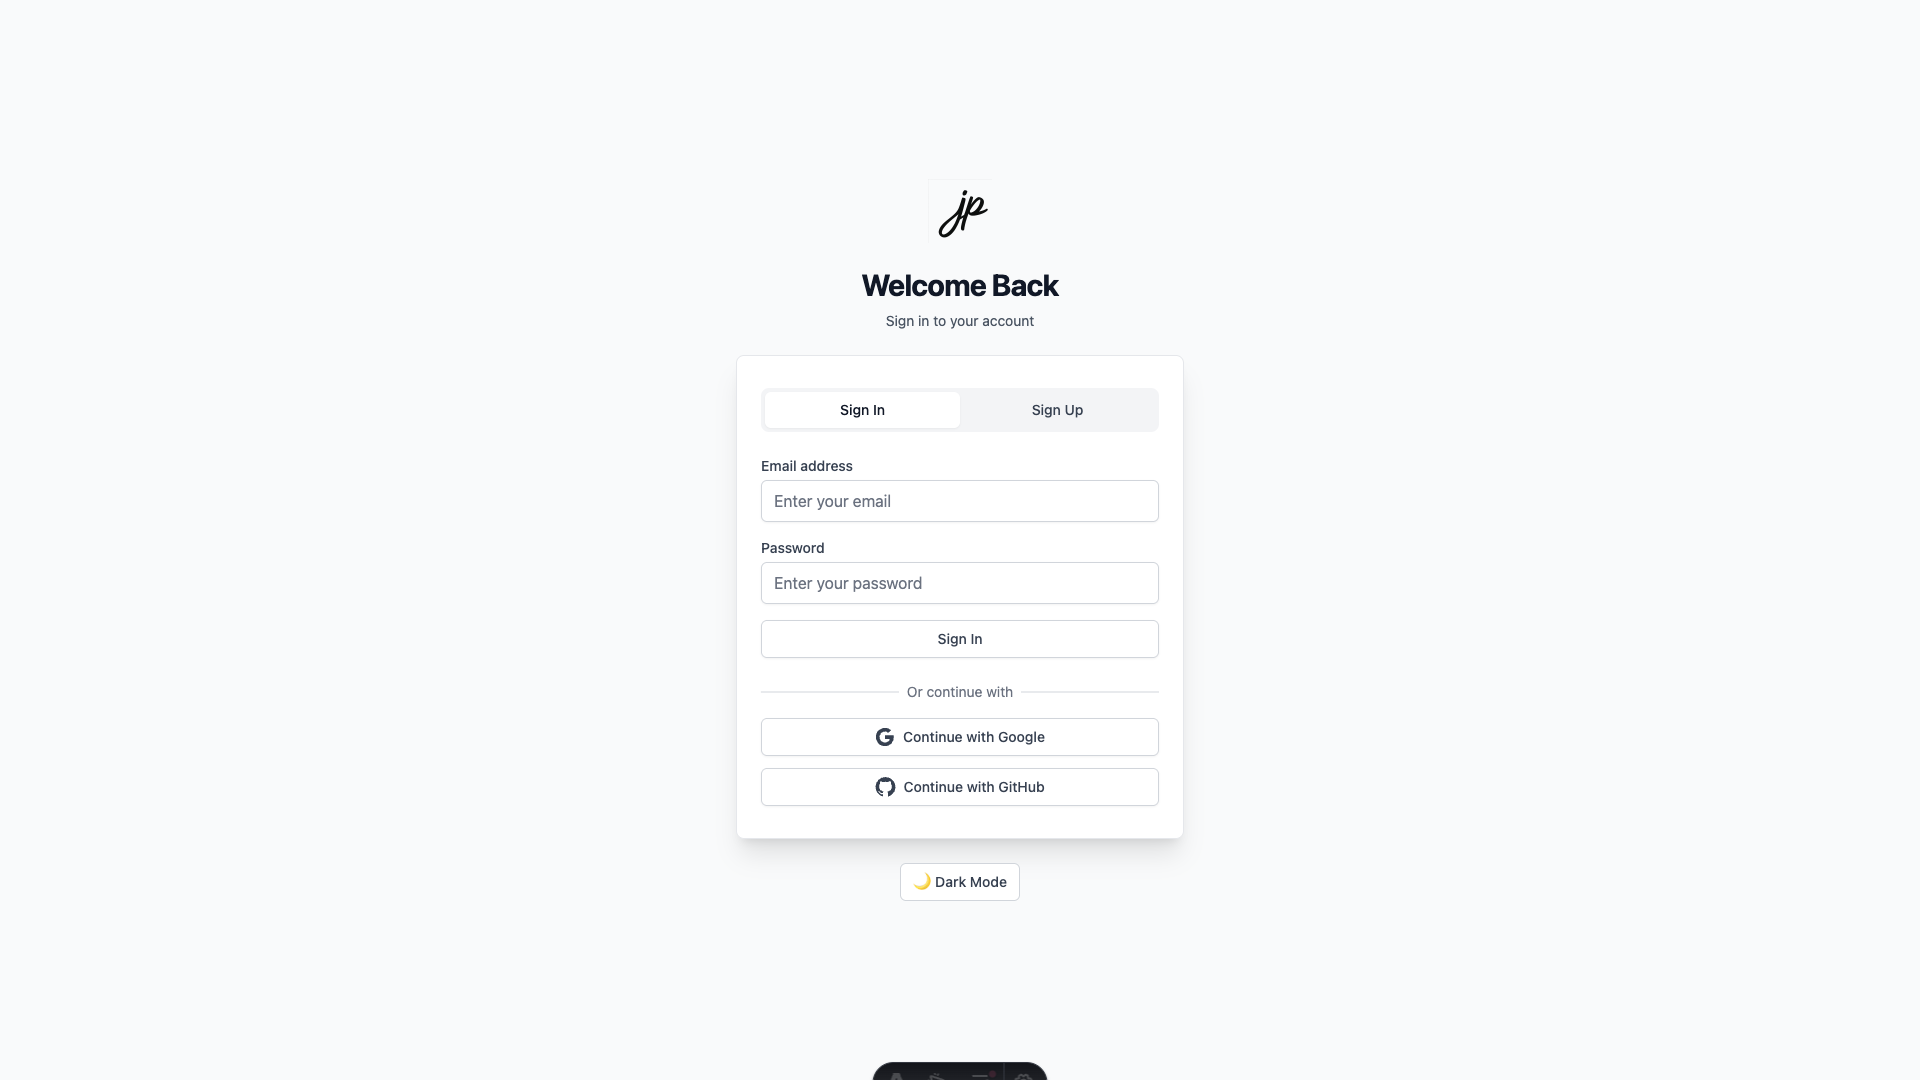 jp
Welcome Back
Sign in to your account
Sign In
Sign Up
Email address
Enter your email
Password
Enter your password
Sign In
Or continue with
Continue with Google
Continue with GitHub
🌙 Dark Mode